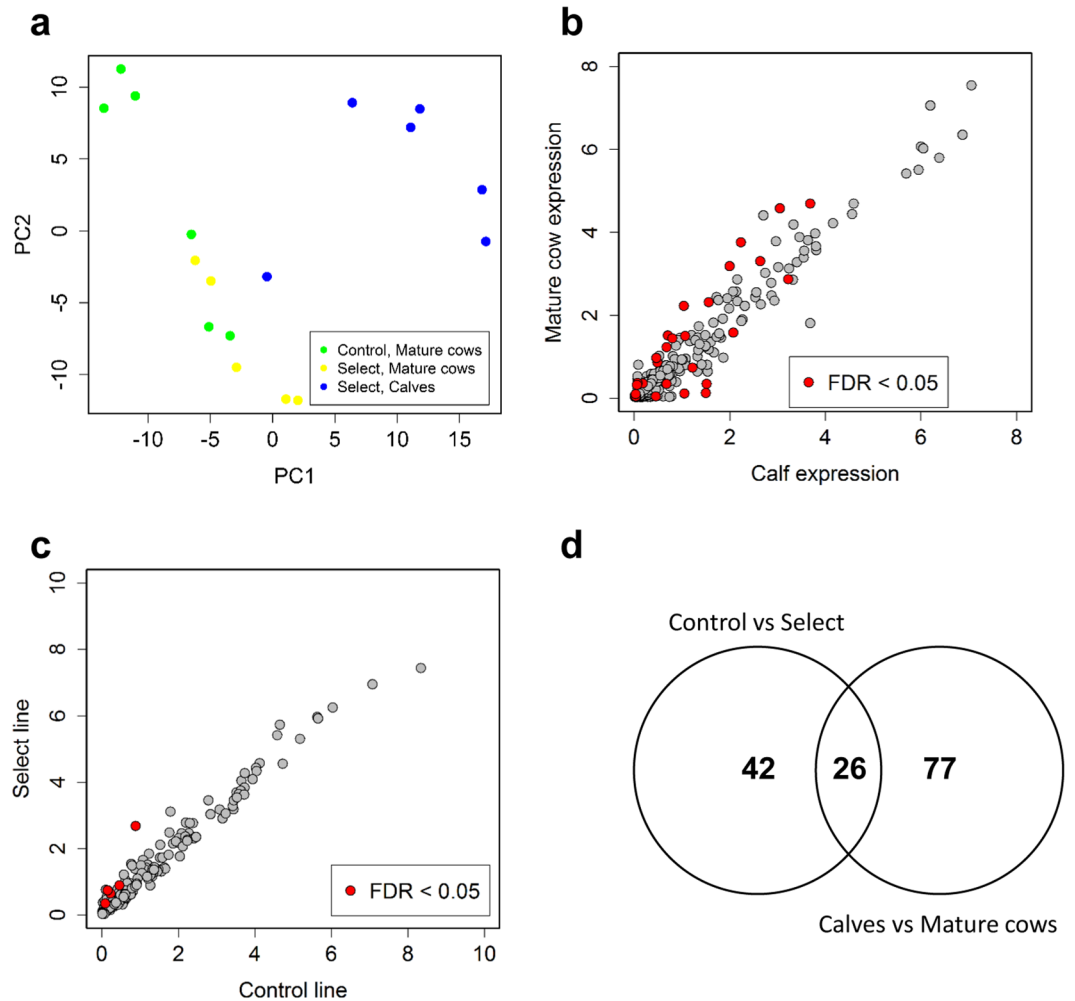 a
10
5
0
-5
-10
PC2
Control, Mature cows
Select, Mature cows
Select, Calves
-10 -5 0 5 10 15
PC1
b
8
6
4
2
0
Mature cow expression
FDR < 0.05
0 2 4 6 8
Calf expression
c
10
8
6
4
2
0
Select line
FDR < 0.05
0 2 4 6 8 10
Control line
d
Control vs Select
42 26 77
Calves vs Mature cows